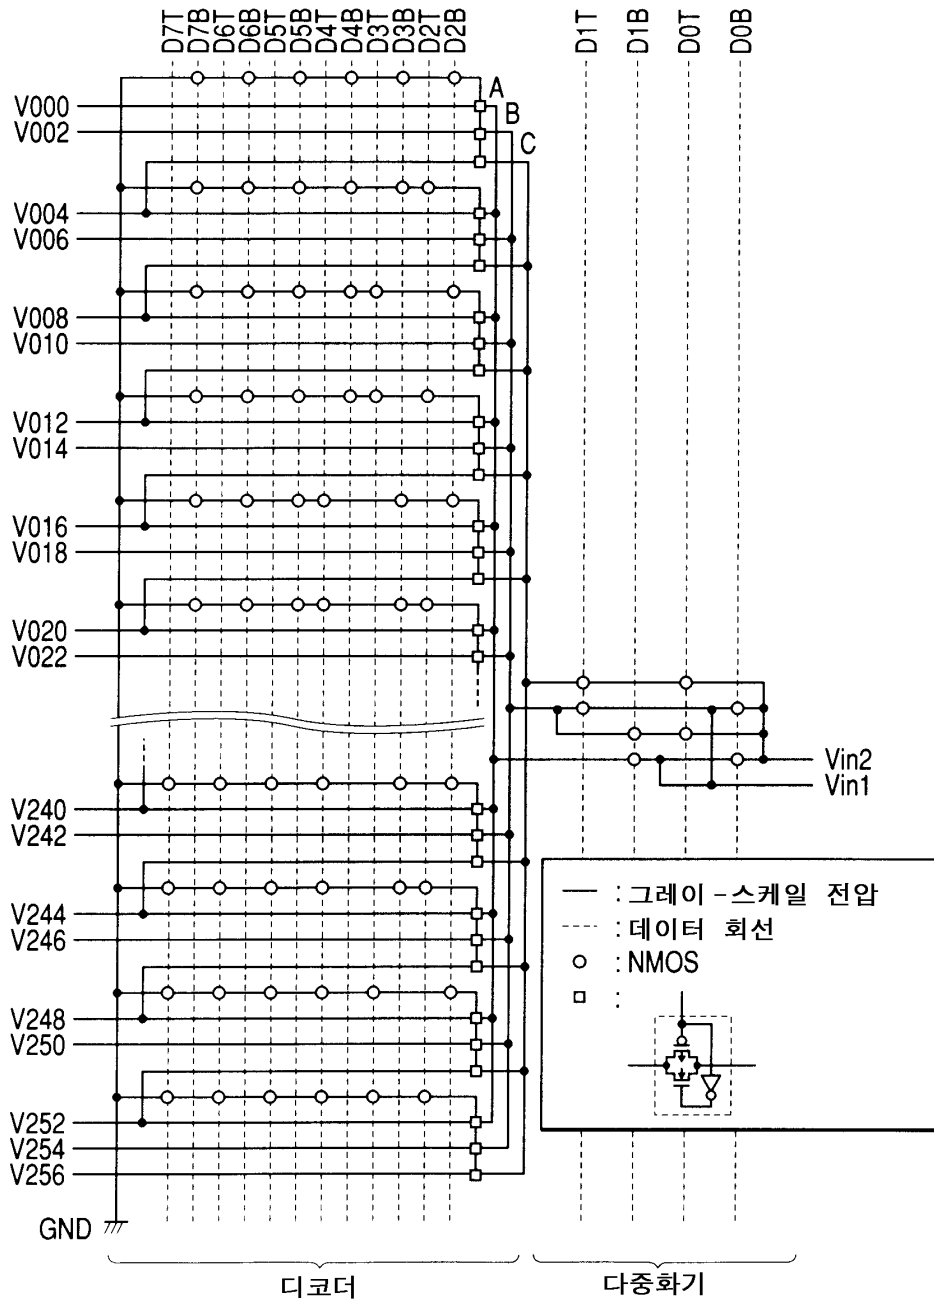 D7T
D7B
D6T
D6B
D5T
D5B
D4T
D4B
D3T
D3B
D2T
D2B
D1T
D1B
D0T
D0B
A
B
C
V000
V002
V004
V006
V008
V010
V012
V014
V016
V018
V020
V022
V240
V242
V244
V246
V248
V250
V252
V254
V256
GND
Vin2
Vin1
: 그레이-스케일 전압
: 데이터 회선
: NMOS
:
디코더
다중화기